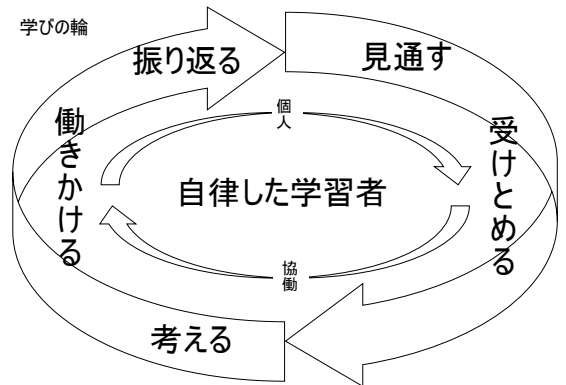 学びの輪
振り返る
見通す
個人
働きかける
受けとめる
自律した学習者
協働
考える